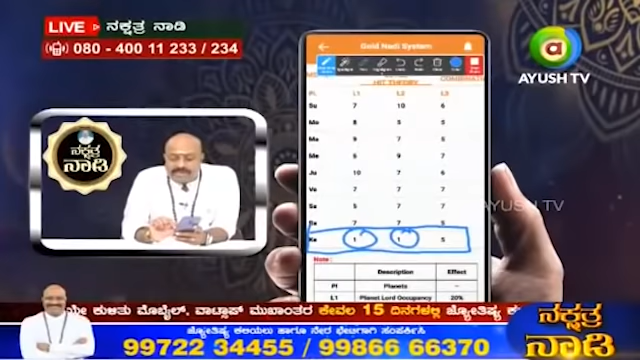 LIVE ನಕ್ಷತ್ರ ನಾಡಿ
080 - 400 11 233 / 234
AYUSH TV
ನಕ್ಷತ್ರ
ನಾಡಿ
Gold Nadi System
HIT THEORY
Pl L1 L2 L3
Su 7 10 6
Mo 8 5 5
Ma 9 7 5
Me 9 7
Ju 10 7 6
Ve 7 7 7
Sa 5 7 7
Ra 7 7 5
Ke 1 1 5
Note :
Description Effect
Pl Planets –
L1 Planet Lord Occupancy 20%
AYUSH TV
ಕುಳಿತು ಮೊಬೈಲ್, ವಾಟ್ಸಾಪ್ ಮುಖಾಂತರ ಕೇವಲ 15 ದಿನಗಳಲ್ಲಿ ಜ್ಯೋತಿಷ್ಯ
ಜ್ಯೋತಿಷ್ಯ ಕಲಿಯಲು ಹಾಗೂ ನೇರ ಭೇಟಿಗಾಗಿ ಸಂಪರ್ಕಿಸಿ
99722 34455 / 99866 66370
ನಕ್ಷತ್ರ
ನಾಡಿ